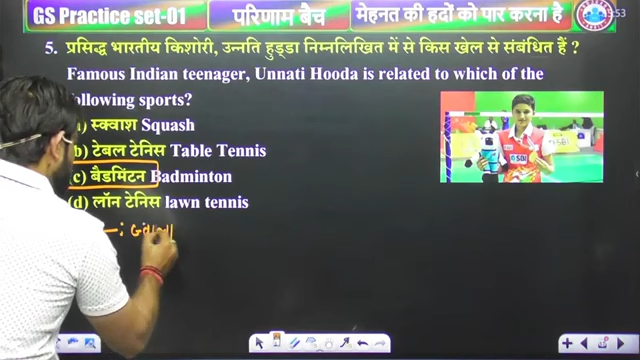 GS Practice set-01
परिणाम बैच
मेहनत की हदों को पार करना है
5. प्रसिद्ध भारतीय किशोरी, उन्नति हुड्डा निम्नलिखित में से किस खेल से संबंधित हैं ?
Famous Indian teenager, Unnati Hooda is related to which of the
following sports?
a) स्क्वाश Squash
(b) टेबल टेनिस Table Tennis
(c) बैडमिंटन Badminton
(d) लॉन टेनिस lawn tennis
SBI